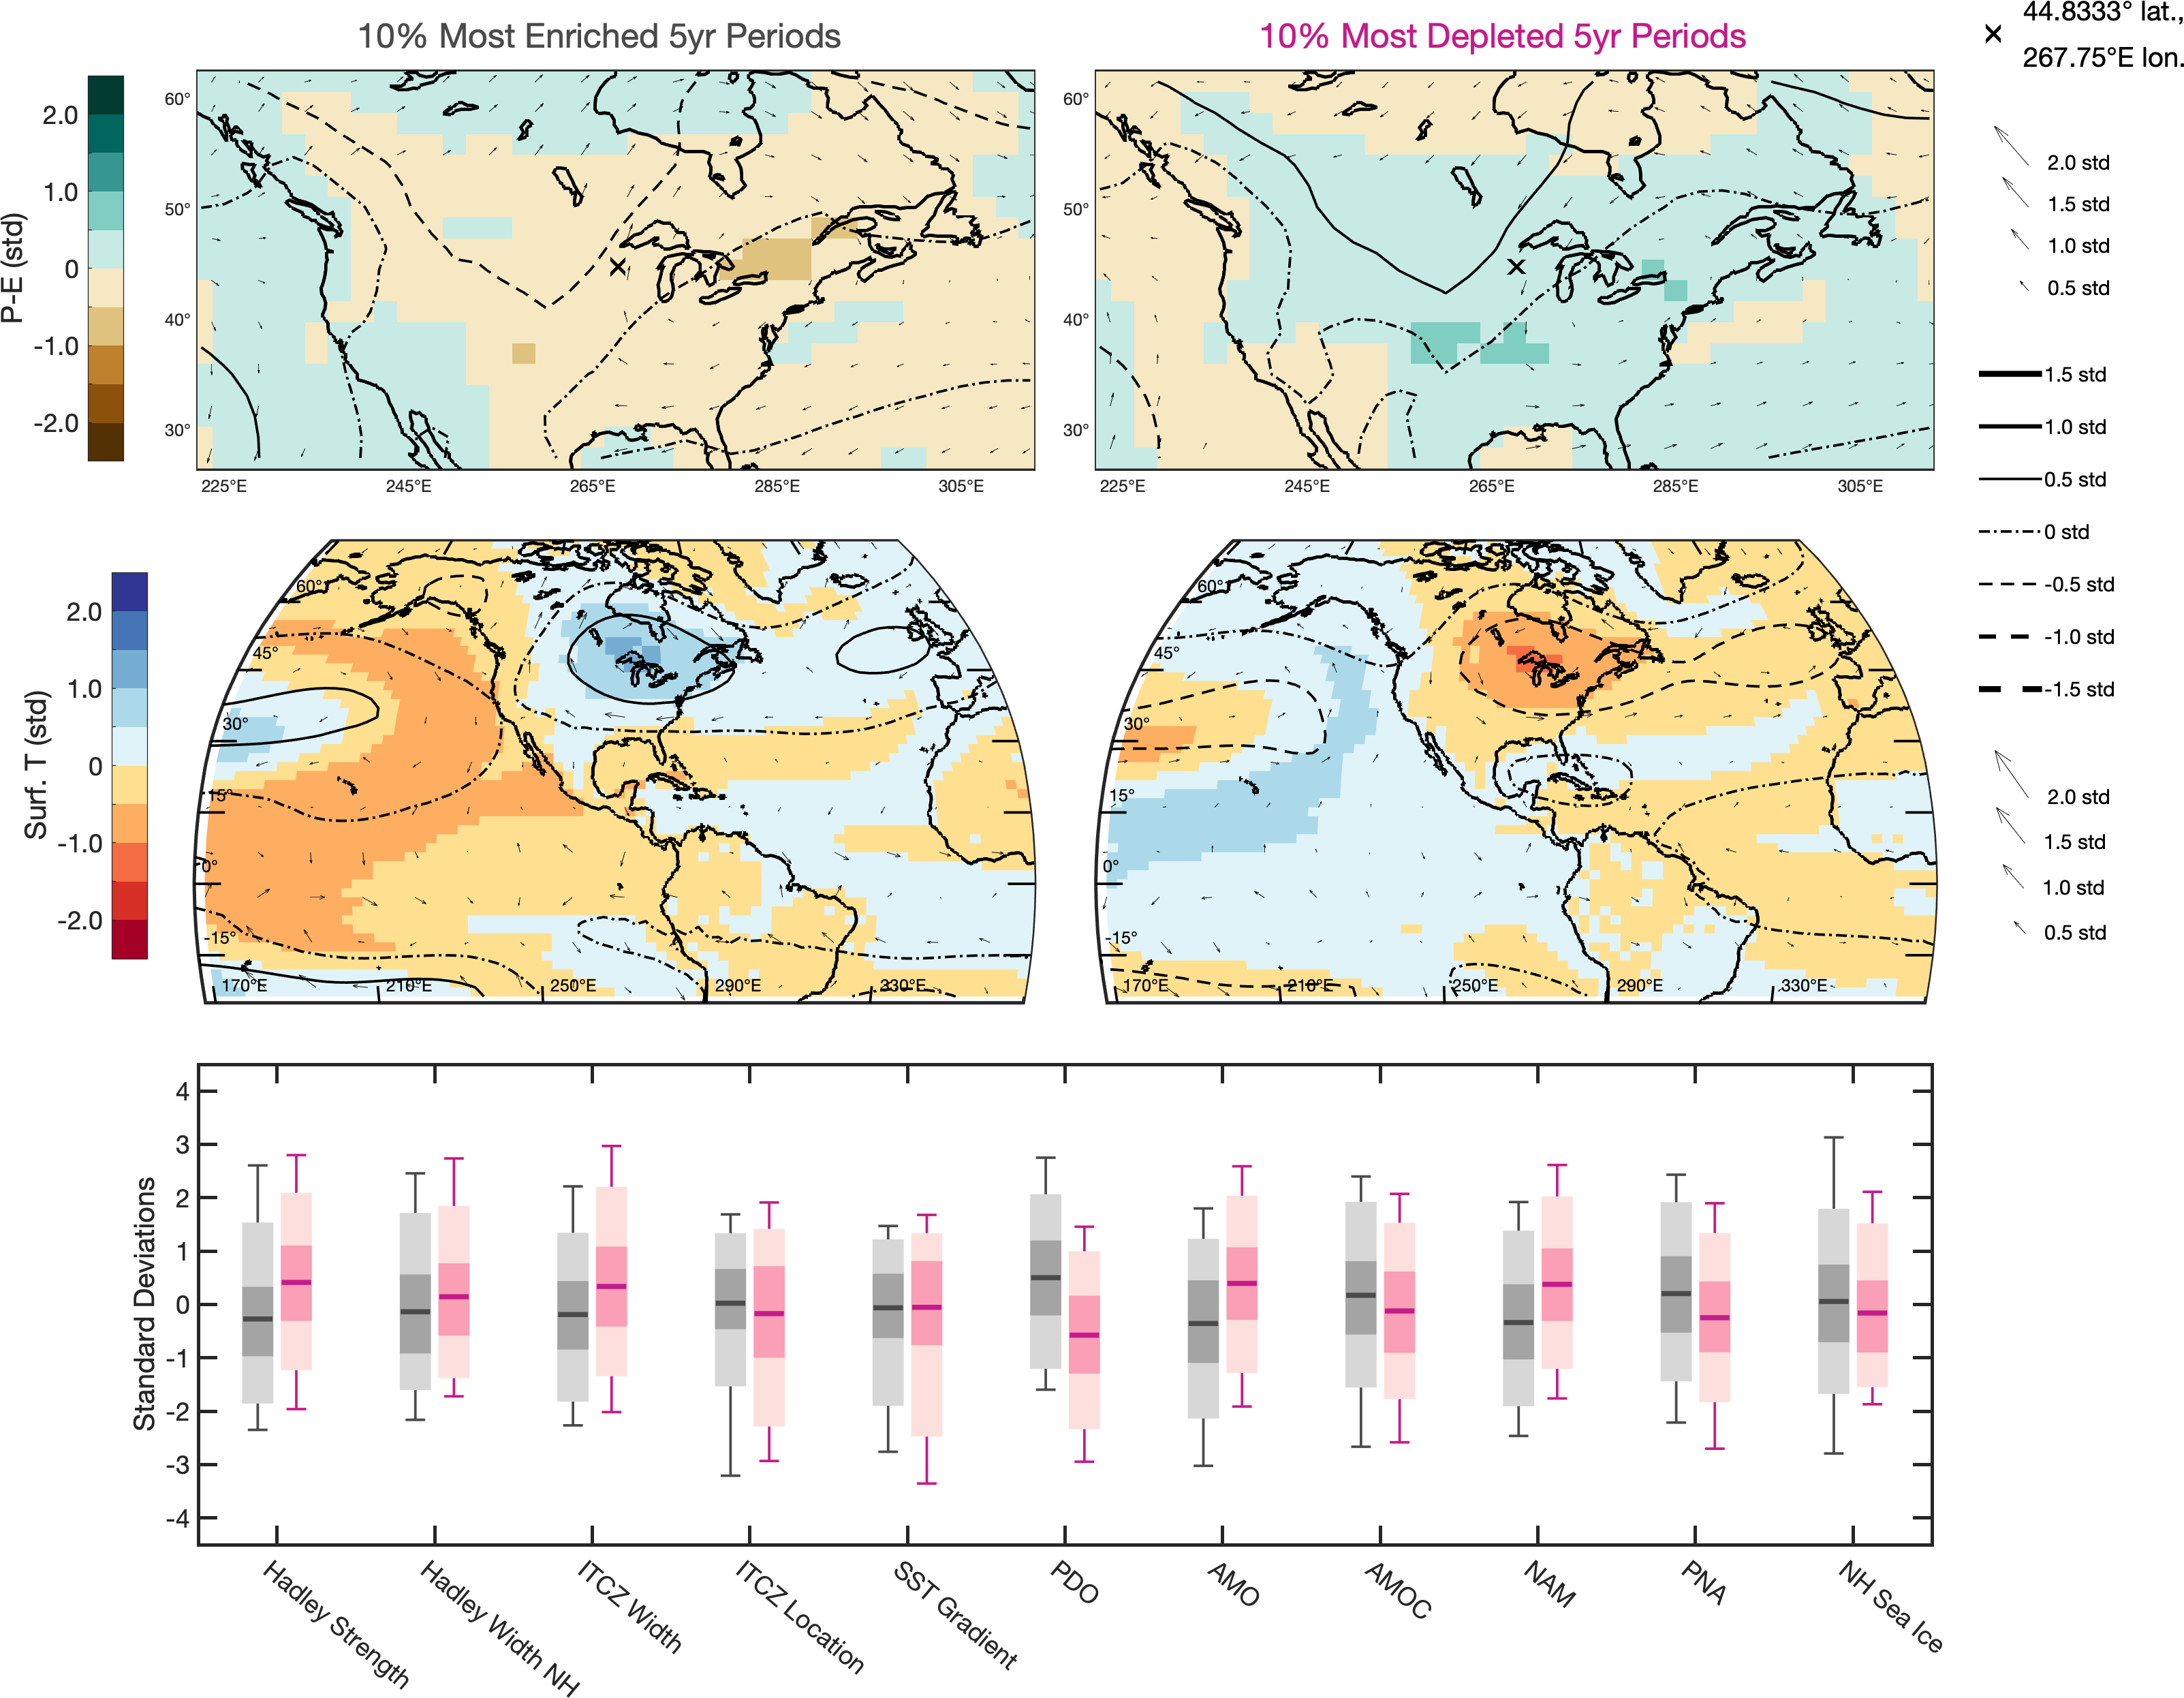 10% Most Enriched 5yr Periods
10% Most Depleted 5yr Periods
44.8333° lat.,
267.75°E lon.
P-E (std)
2.0
1.0
0
-1.0
-2.0
60°
50°
40°
30°
225°E 245°E 265°E 285°E 305°E
60°
50°
40°
30°
225°E 245°E 265°E 285°E 305°E
2.0 std
1.5 std
1.0 std
0.5 std
1.5 std
1.0 std
0.5 std
0 std
-0.5 std
-1.0 std
-1.5 std
2.0 std
1.5 std
1.0 std
0.5 std
Surf. T (std)
2.0
1.0
0
-1.0
-2.0
60°
45°
30°
15°
0°
-15°
170°E 210°E 250°E 290°E 330°E
60°
45°
30°
15°
0°
-15°
170°E 210°E 250°E 290°E 330°E
Standard Deviations
4
3
2
1
0
-1
-2
-3
-4
Hadley Strength
Hadley Width NH
ITCZ Width
ITCZ Location
SST Gradient
PDO
AMO
AMOC
NAM
PNA
NH Sea Ice